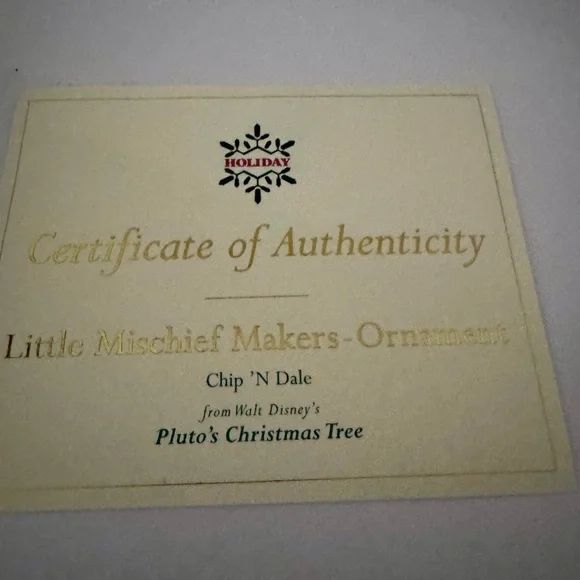 HOLIDAY
Certificate of Authenticity
Little Mischief Makers-Ornament
Chip 'N Dale
from Walt Disney's
Pluto's Christmas Tree